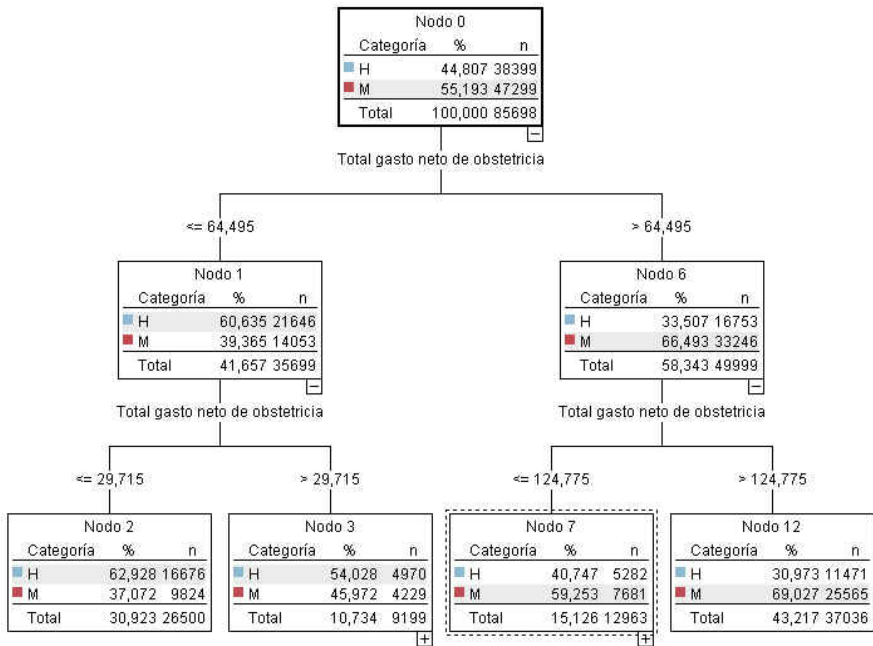 Nodo 0
Categoría % n
H 44,807 38399
M 55,193 47299
Total 100,000 85698
Total gasto neto de obstetricia
<= 64,495
> 64,495
Nodo 1
Categoría % n
H 60,635 21646
M 39,365 14053
Total 41,657 35699
Nodo 6
Categoría % n
H 33,507 16753
M 66,493 33246
Total 58,343 49999
Total gasto neto de obstetricia
Total gasto neto de obstetricia
<= 29,715
> 29,715
<= 124,775
> 124,775
Nodo 2
Categoría % n
H 62,928 16676
M 37,072 9824
Total 30,923 26500
Nodo 3
Categoría % n
H 54,028 4970
M 45,972 4229
Total 10,734 9199
Nodo 7
Categoría % n
H 40,747 5282
M 59,253 7681
Total 15,126 12963
Nodo 12
Categoría % n
H 30,973 11471
M 69,027 25565
Total 43,217 37036